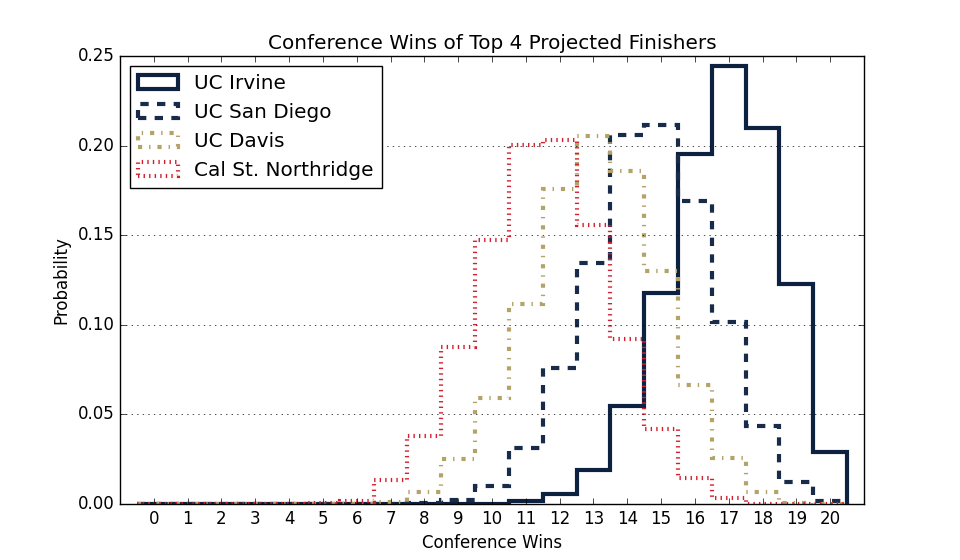 Conference Wins of Top 4 Projected Finishers
UC Irvine
UC San Diego
UC Davis
Cal St. Northridge
Probability
0.25
0.20
0.15
0.10
0.05
0.00
0 1 2 3 4 5 6 7 8 9 10 11 12 13 14 15 16 17 18 19 20
Conference Wins